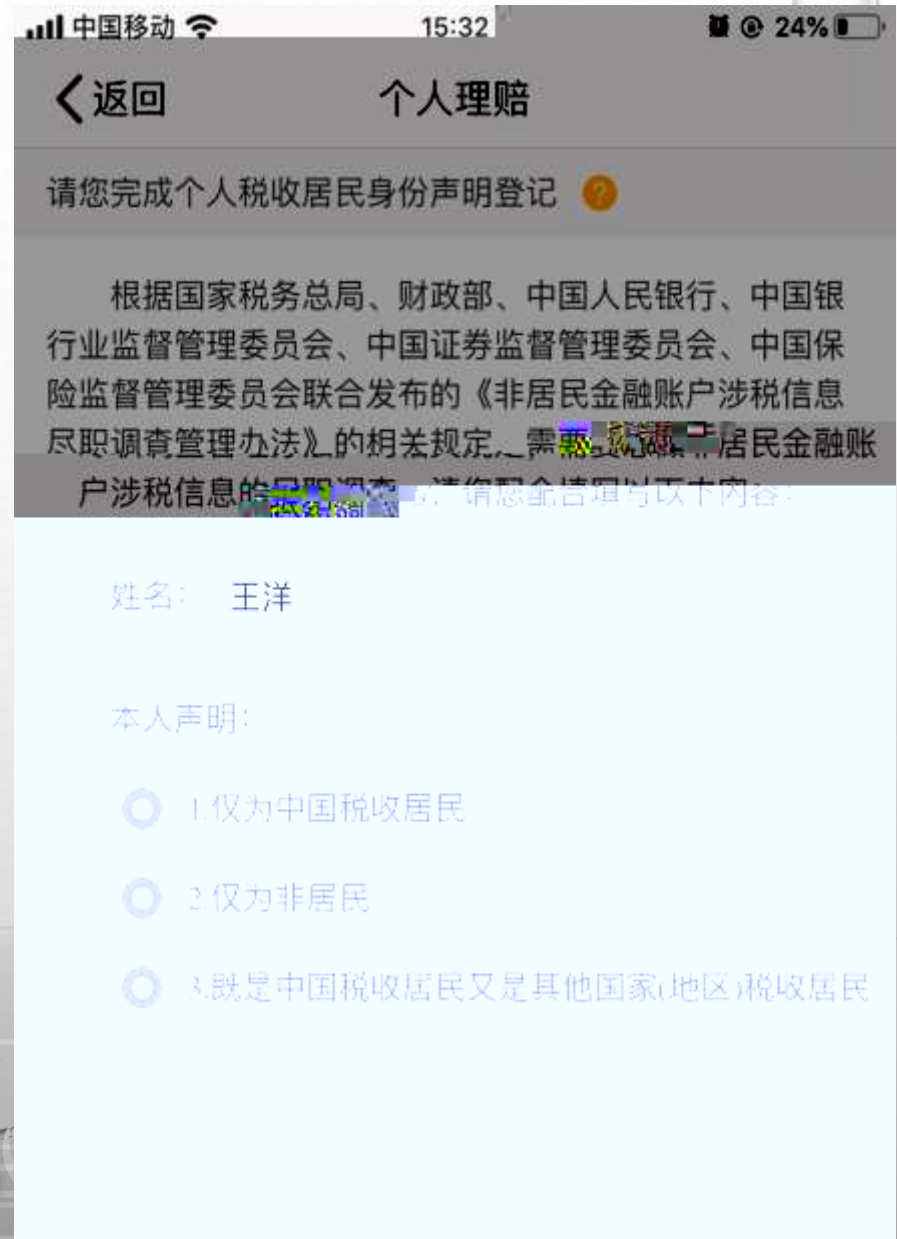 中国移动 15:32 24%
返回 个人理赔
请您完成个人税收居民身份声明登记 ?
根据国家税务总局、财政部、中国人民银行、中国银
行业监督管理委员会、中国证券监督管理委员会、中国保
险监督管理委员会联合发布的《非居民金融账户涉税信息
尽职调查管理办法》的相关规定、需 居民金融账
户涉税信息的 请您配合填写以下内容:
姓名: 王洋
本人声明:
1.仅为中国税收居民
2.仅为非居民
3.既是中国税收居民又是其他国家(地区)税收居民